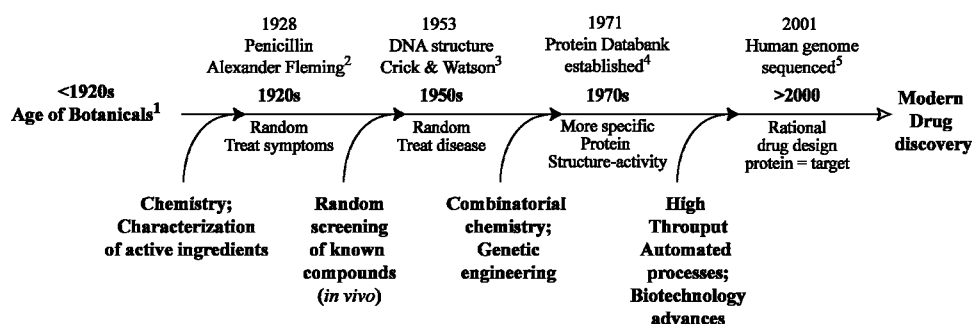 <1920s
Age of Botanicals1
1928
Penicillin
Alexander Fleming2
1920s
Random
Treat symptoms
1953
DNA structure
Crick & Watson3
1950s
Random
Treat disease
1971
Protein Databank
established4
1970s
More specific
Protein
Structure-activity
2001
Human genome
sequenced5
>2000
Rational
drug design
protein = target
Modern
Drug
discovery
Chemistry;
Characterization
of active ingredients
Random
screening
of known
compounds
(in vivo)
Combinatorial
chemistry;
Genetic
engineering
High
Throuput
Automated
processes;
Biotechnology
advances